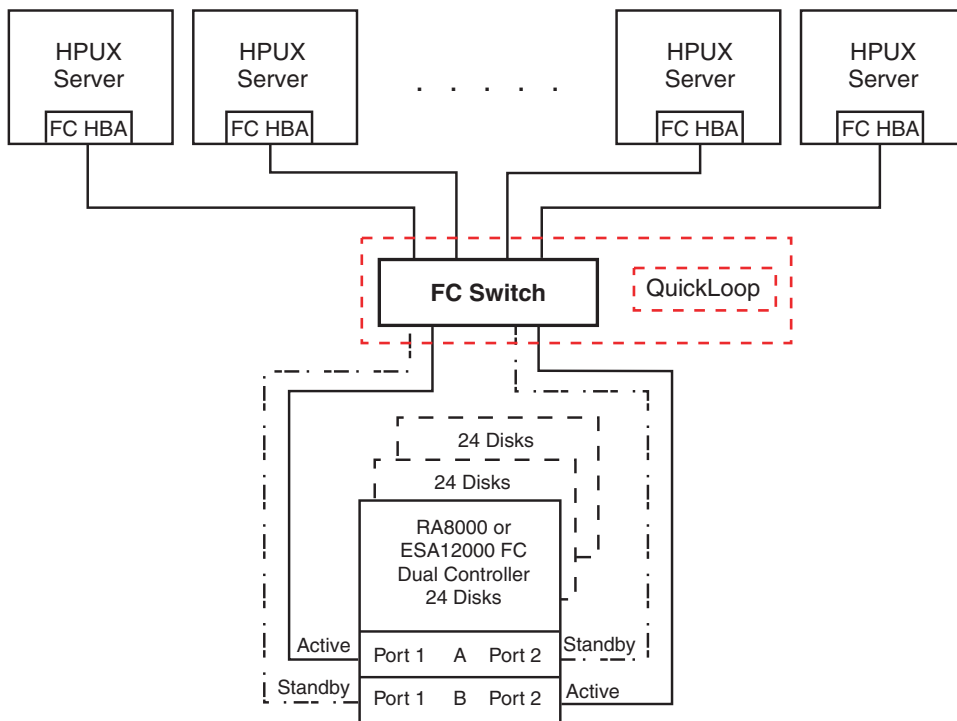 HPUX
Server
FC HBA
HPUX
Server
FC HBA
. . . . .
HPUX
Server
FC HBA
HPUX
Server
FC HBA
FC Switch
QuickLoop
24 Disks
24 Disks
RA8000 or
ESA12000 FC
Dual Controller
24 Disks
Active
Port 1 A Port 2
Standby
Standby
Port 1 B Port 2
Active